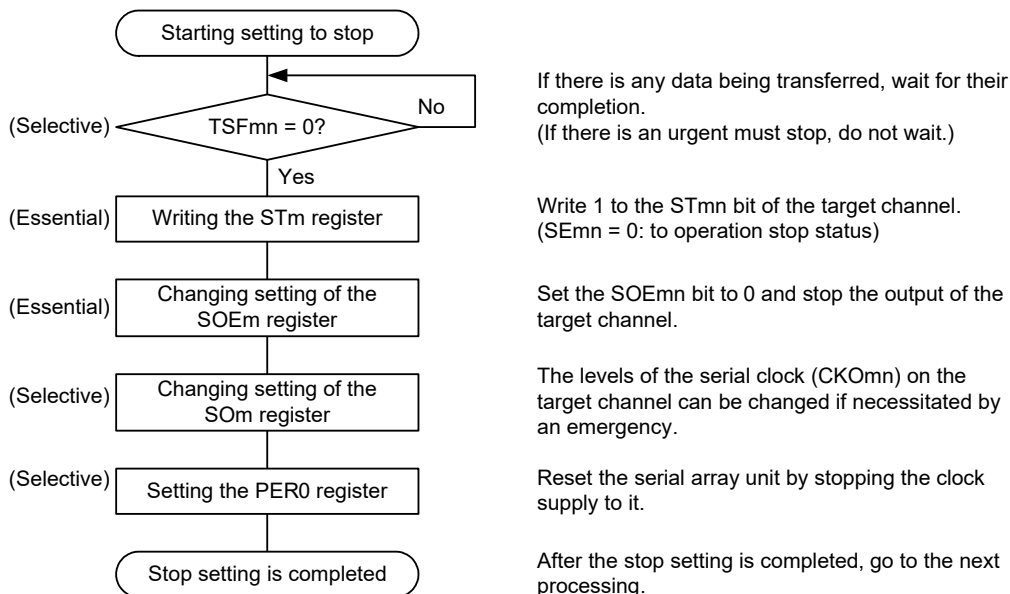 Starting setting to stop
If there is any data being transferred, wait for their
completion.
(If there is an urgent must stop, do not wait.)
No
(Selective)
TSFmn = 0?
Yes
(Essential)
Writing the STm register
Write 1 to the STmn bit of the target channel.
(SEmn = 0: to operation stop status)
(Essential)
Changing setting of the
SOEm register
Set the SOEmn bit to 0 and stop the output of the
target channel.
(Selective)
Changing setting of the
SOm register
The levels of the serial clock (CKOmn) on the
target channel can be changed if necessitated by
an emergency.
(Selective)
Setting the PER0 register
Reset the serial array unit by stopping the clock
supply to it.
Stop setting is completed
After the stop setting is completed, go to the next
processing.